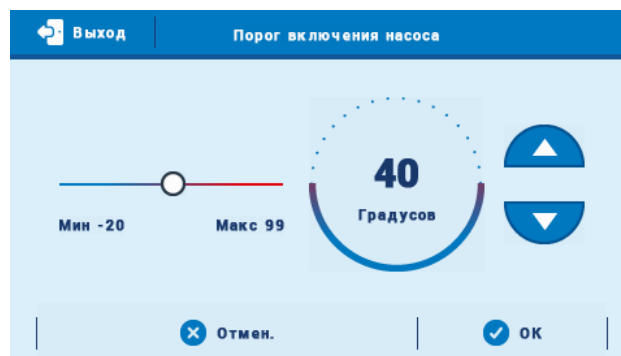 Выход
Порог включения насоса
40
Градусов
Мин -20
Макс 99
Отмен.
OK